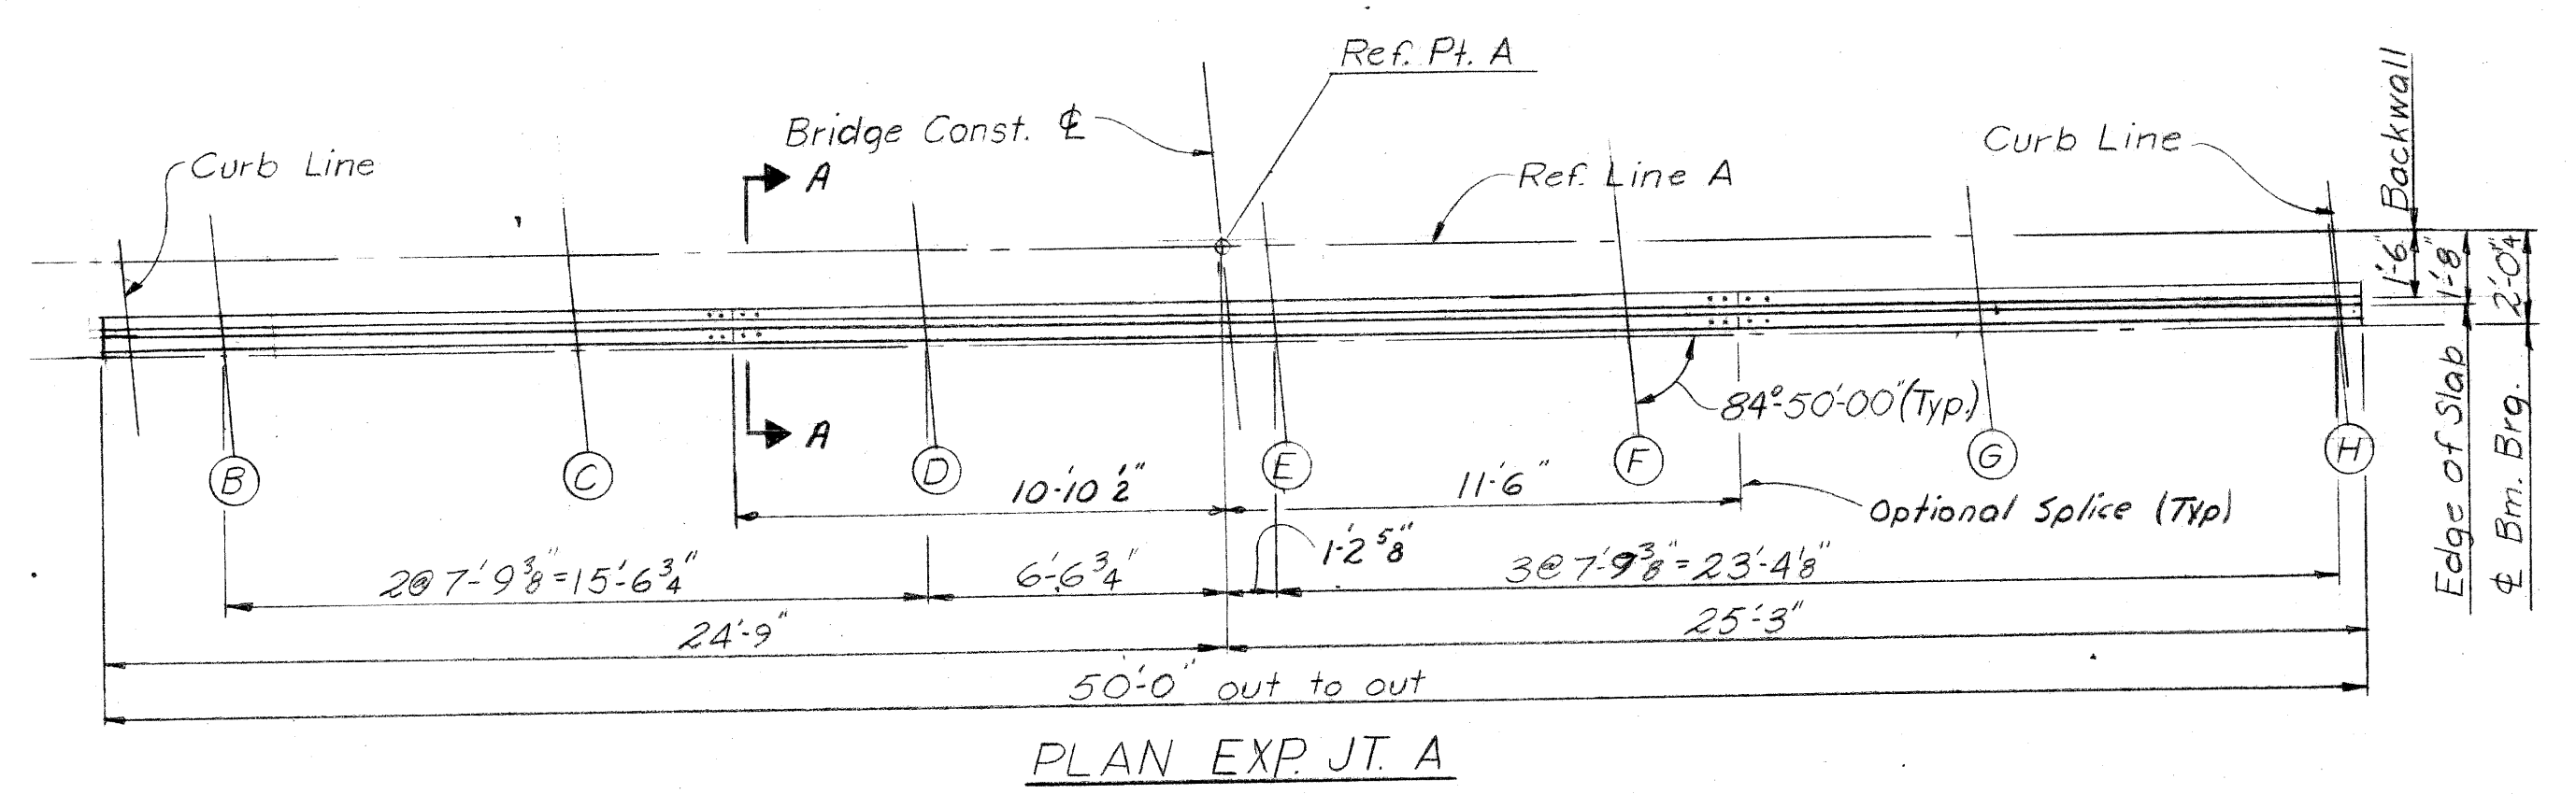 Ref. Pt. A
Bridge Const. ℄
Curb Line
Curb Line
A
Ref. Line A
Backwall
1'-6"
1'-8"
2'-0¼"
84°-50'-00" (Typ.)
A
B
C
D
E
F
G
H
10'-10½"
11'-6"
Optional Splice (Typ)
1'-2⅝"
2@7'-9⅜"=15'-6¾"
6'-6¾"
3@7'-9⅜"=23'-4⅛"
Edge of Slab
℄ Bm. Brg.
24'-9"
25'-3"
50'-0" out to out
PLAN EXP. JT. A